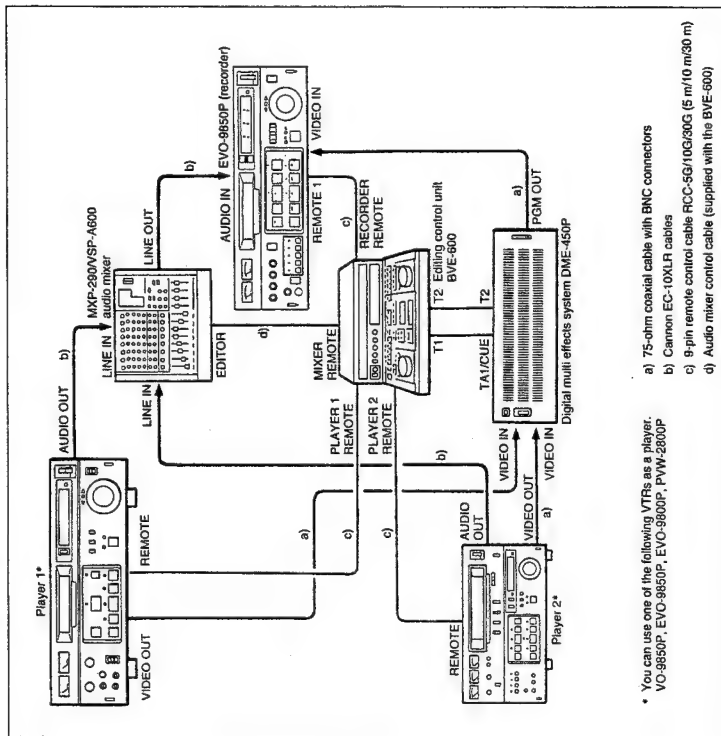 Player 1*
AUDIO OUT
b)
REMOTE
VIDEO OUT
MXP-290/VSP-A600
audio mixer
LINE IN
LINE IN
LINE OUT
EDITOR
b)
EVO-9850P (recorder)
AUDIO IN
VIDEO IN
REMOTE 1
d)
c)
RECORDER
REMOTE
MIXER
REMOTE
PLAYER 1
REMOTE
PLAYER 2
REMOTE
T1
T2
Editing control unit
BVE-600
c)
a)
b)
c)
REMOTE
AUDIO
OUT
VIDEO OUT
a)
Player 2*
VIDEO IN
VIDEO IN
TA1/CUE
T2
PGM OUT
a)
Digital multi effects system DME-450P
* You can use one of the following VTRs as a player.
VO-9850P, EVO-9850P, EVO-9800P, PVW-2800P
a) 75-ohm coaxial cable with BNC connectors
b) Cannon EC-10XLR cables
c) 9-pin remote control cable RCC-5G/10G/30G (5 m/10 m/30 m)
d) Audio mixer control cable (supplied with the BVE-600)